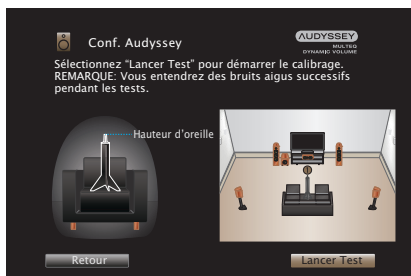 Conf. Audyssey
AUDYSSEY
MULTEQ
DYNAMIC VOLUME
Sélectionnez “Lancer Test” pour démarrer le calibrage.
REMARQUE: Vous entendrez des bruits aigus successifs
pendant les tests.
Hauteur d’oreille
Retour
Lancer Test